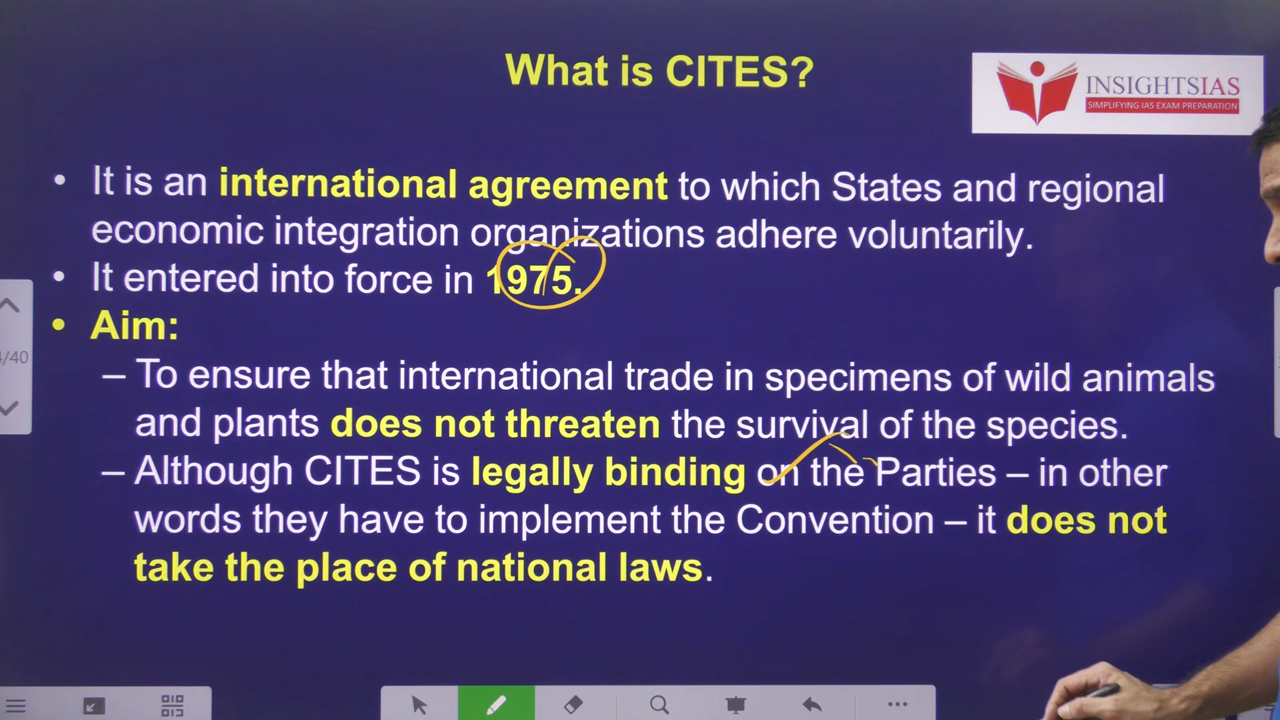 What is CITES?
INSIGHTSIAS
SIMPLIFYING IAS EXAM PREPARATION
• It is an international agreement to which States and regional
economic integration organizations adhere voluntarily.
• It entered into force in 1975.
• Aim:
– To ensure that international trade in specimens of wild animals
and plants does not threaten the survival of the species.
– Although CITES is legally binding on the Parties – in other
words they have to implement the Convention – it does not
take the place of national laws.
/40